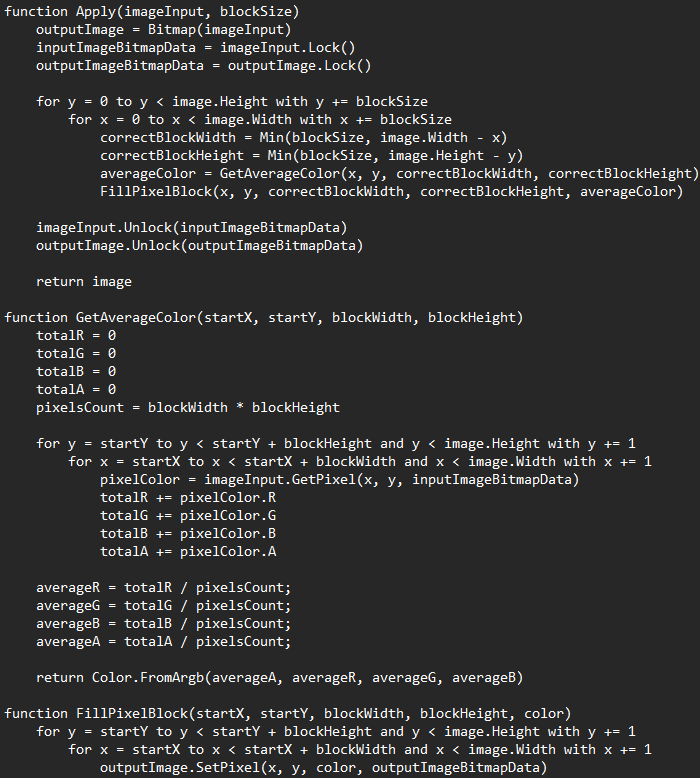 function Apply(imageInput, blockSize)
    outputImage = Bitmap(imageInput)
    inputImageBitmapData = imageInput.Lock()
    outputImageBitmapData = outputImage.Lock()

    for y = 0 to y < image.Height with y += blockSize
        for x = 0 to x < image.Width with x += blockSize
            correctBlockWidth = Min(blockSize, image.Width - x)
            correctBlockHeight = Min(blockSize, image.Height - y)
            averageColor = GetAverageColor(x, y, correctBlockWidth, correctBlockHeight)
            FillPixelBlock(x, y, correctBlockWidth, correctBlockHeight, averageColor)

    imageInput.Unlock(inputImageBitmapData)
    outputImage.Unlock(outputImageBitmapData)

    return image

function GetAverageColor(startX, startY, blockWidth, blockHeight)
    totalR = 0
    totalG = 0
    totalB = 0
    totalA = 0
    pixelsCount = blockWidth * blockHeight

    for y = startY to y < startY + blockHeight and y < image.Height with y += 1
        for x = startX to x < startX + blockWidth and x < image.Width with x += 1
            pixelColor = imageInput.GetPixel(x, y, inputImageBitmapData)
            totalR += pixelColor.R
            totalG += pixelColor.G
            totalB += pixelColor.B
            totalA += pixelColor.A

    averageR = totalR / pixelsCount;
    averageG = totalG / pixelsCount;
    averageB = totalB / pixelsCount;
    averageA = totalA / pixelsCount;

    return Color.FromArgb(averageA, averageR, averageG, averageB)

function FillPixelBlock(startX, startY, blockWidth, blockHeight, color)
    for y = startY to y < startY + blockHeight and y < image.Height with y += 1
        for x = startX to x < startX + blockWidth and x < image.Width with x += 1
            outputImage.SetPixel(x, y, color, outputImageBitmapData)